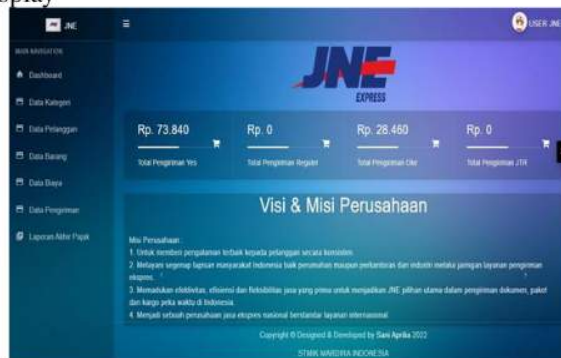 splay
JNE
USER JNE
MAIN NAVIGATION
Dashboard
Data Kategori
Data Pelanggan
Data Barang
Data Biaya
Data Pengiriman
Laporan Akhir Pajak
JNE
EXPRESS
Rp. 73.840
Total Pengiriman Yes
Rp. 0
Total Pengiriman Reguler
Rp. 28.460
Total Pengiriman Oke
Rp. 0
Total Pengiriman JTR
Visi & Misi Perusahaan
Misi Perusahaan :
1. Untuk memberi pengalaman terbaik kepada pelanggan secara konsisten.
2. Melayani segenap lapisan masyarakat Indonesia baik perumahan maupun perkantoran dan industri melalui jaringan layanan pengiriman
ekspres.
3. Memadukan efektivitas, efisiensi dan fleksibilitas jasa yang prima untuk menjadikan JNE pilihan utama dalam pengiriman dokumen, paket
dan kargo peka waktu di Indonesia.
4. Menjadi sebuah perusahaan jasa ekspres nasional berstandar layanan internasional
Copyright © Designed & Developed by Sani Aprilia 2022
STMIK MARDIRA INDONESIA